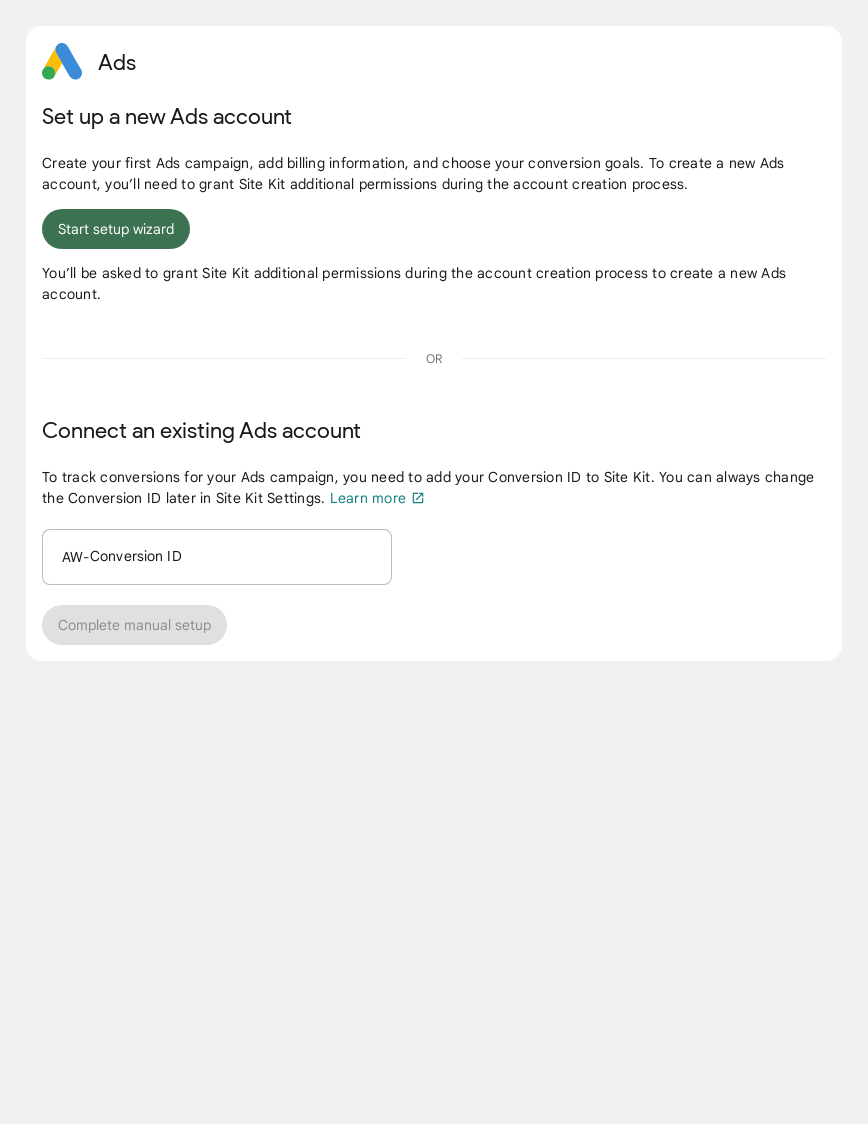 Ads
Set up a new Ads account
Create your first Ads campaign, add billing information, and choose your conversion goals. To create a new Ads
account, you’ll need to grant Site Kit additional permissions during the account creation process.
Start setup wizard
You’ll be asked to grant Site Kit additional permissions during the account creation process to create a new Ads
account.
OR
Connect an existing Ads account
To track conversions for your Ads campaign, you need to add your Conversion ID to Site Kit. You can always change
the Conversion ID later in Site Kit Settings. Learn more
AW-Conversion ID
Complete manual setup